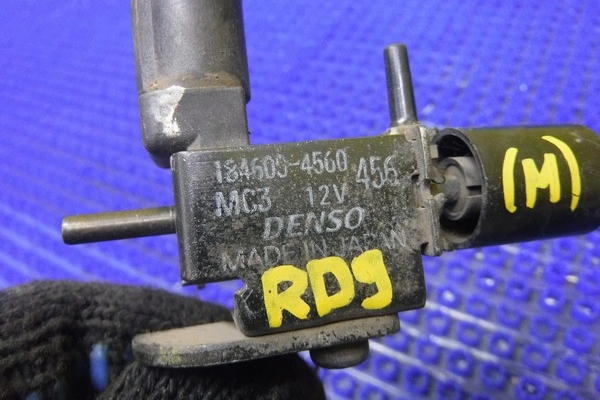 184600-4560
456
MC3 12V
DENSO
MADE IN JAPAN
RD9
(M)